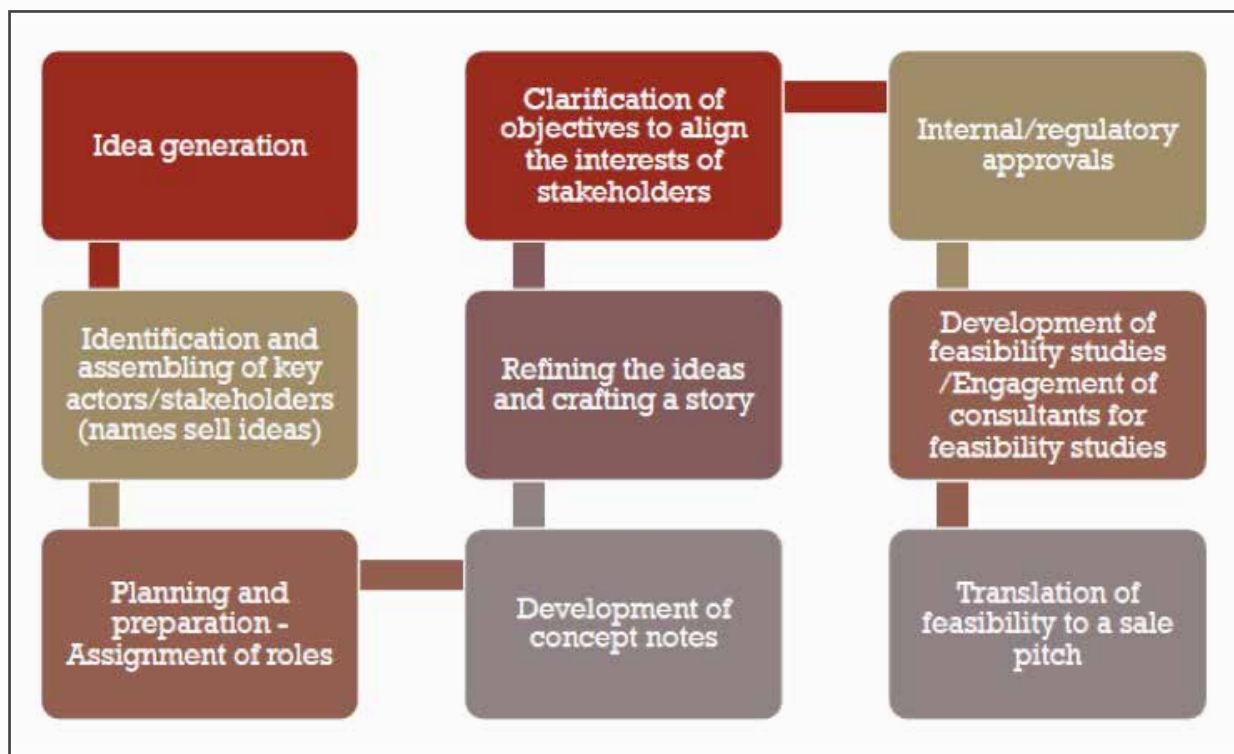 Idea generation
Identification and
assembling of key
actors/stakeholders
(names sell ideas)
Planning and
preparation -
Assignment of roles
Development of
concept notes
Refining the ideas
and crafting a story
Clarification of
objectives to align
the interests of
stakeholders
Internal/regulatory
approvals
Development of
feasibility studies
/Engagement of
consultants for
feasibility studies
Translation of
feasibility to a sale
pitch